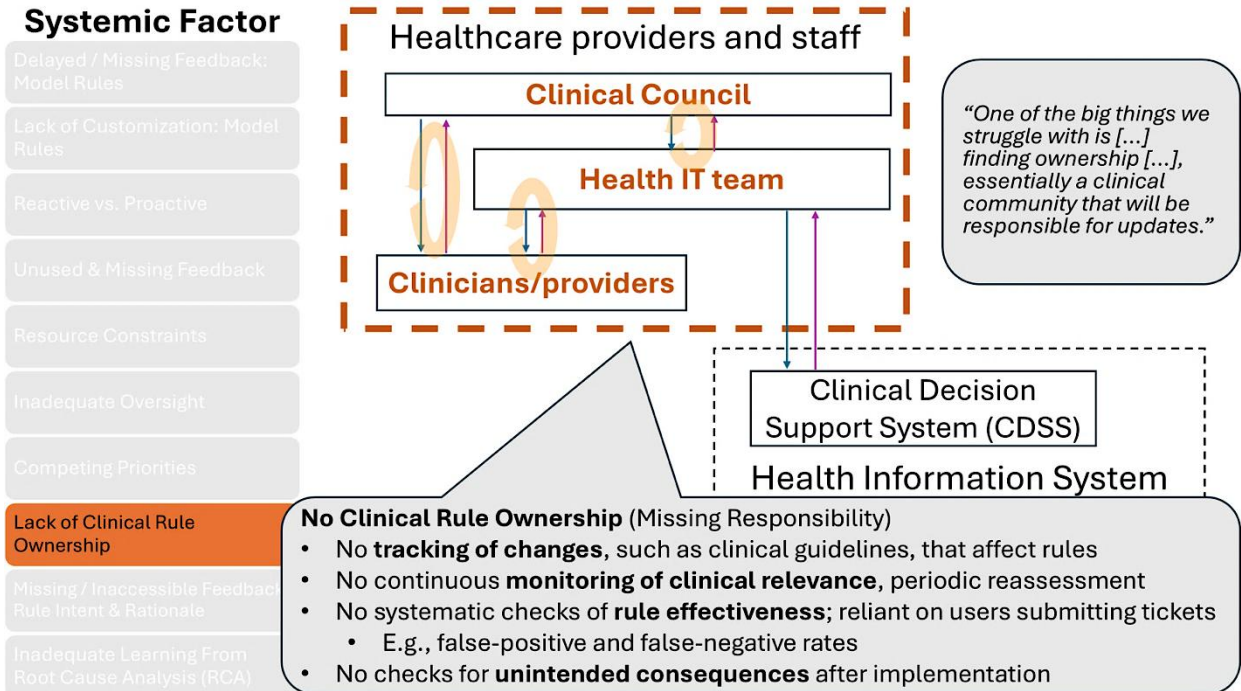 Systemic Factor
Delayed / Missing Feedback:
Model Rules
Lack of Customization: Model
Rules
Reactive vs. Proactive
Unused & Missing Feedback
Resource Constraints
Inadequate Oversight
Competing Priorities
Lack of Clinical Rule
Ownership
Missing / Inaccessible Feedback
Rule Intent & Rationale
Inadequate Learning From
Root Cause Analysis (RCA)
Healthcare providers and staff
Clinical Council
Health IT team
Clinicians/providers
“One of the big things we
struggle with is [...]
finding ownership [...],
essentially a clinical
community that will be
responsible for updates.”
Clinical Decision
Support System (CDSS)
Health Information System
No Clinical Rule Ownership (Missing Responsibility)
• No tracking of changes, such as clinical guidelines, that affect rules
• No continuous monitoring of clinical relevance, periodic reassessment
• No systematic checks of rule effectiveness; reliant on users submitting tickets
• E.g., false-positive and false-negative rates
• No checks for unintended consequences after implementation